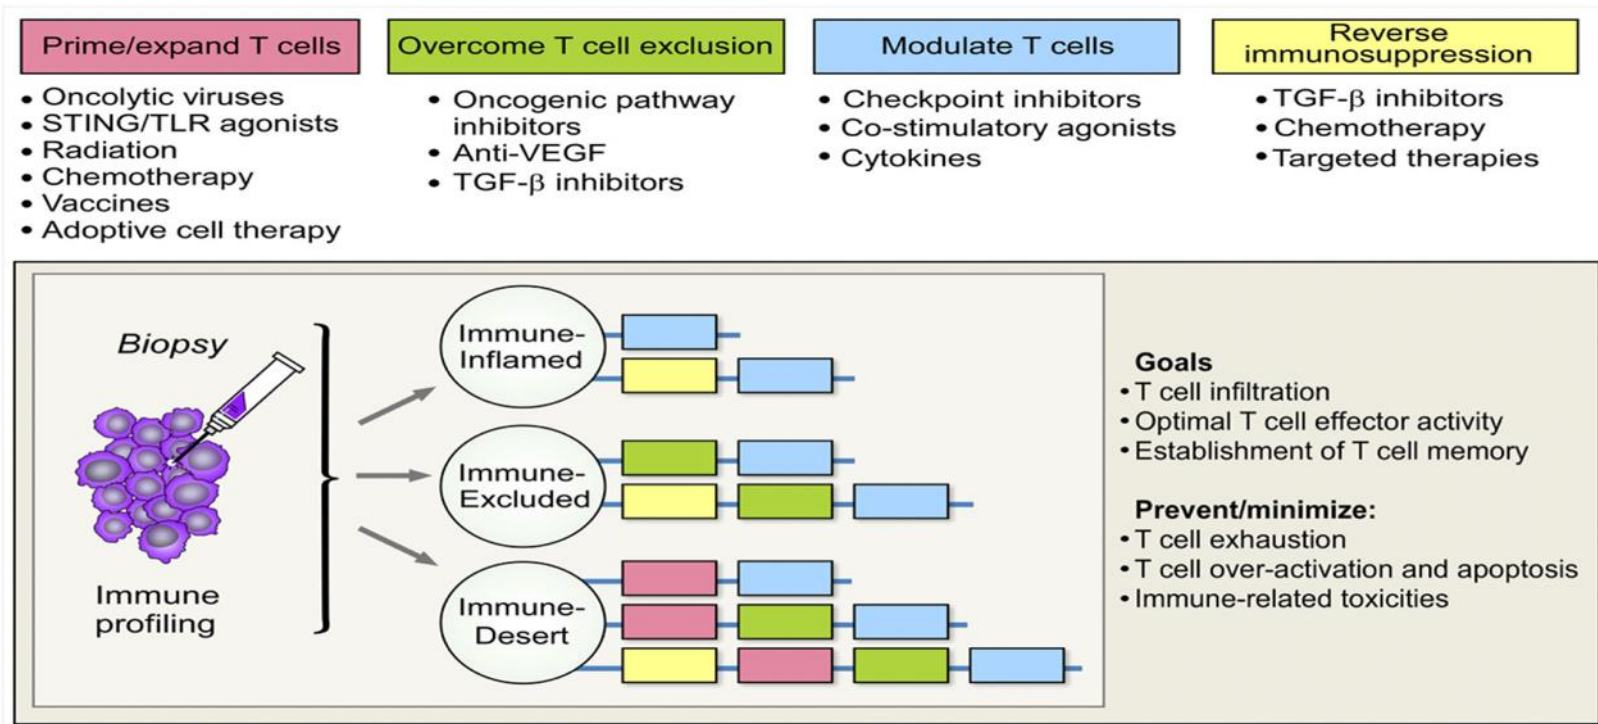 Prime/expand T cells
• Oncolytic viruses
• STING/TLR agonists
• Radiation
• Chemotherapy
• Vaccines
• Adoptive cell therapy
Overcome T cell exclusion
• Oncogenic pathway
inhibitors
• Anti-VEGF
• TGF-β inhibitors
Modulate T cells
• Checkpoint inhibitors
• Co-stimulatory agonists
• Cytokines
Reverse
immunosuppression
• TGF-β inhibitors
• Chemotherapy
• Targeted therapies
Biopsy
Immune
profiling
Immune-
Inflamed
Immune-
Excluded
Immune-
Desert
Goals
• T cell infiltration
• Optimal T cell effector activity
• Establishment of T cell memory
Prevent/minimize:
• T cell exhaustion
• T cell over-activation and apoptosis
• Immune-related toxicities